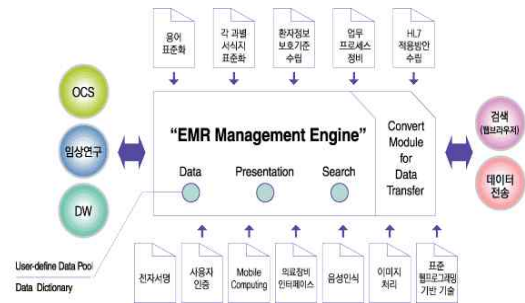 용어
표준화
각 과별
서식지
표준화
환자정보
보호기준
수립
업무
프로세스
정비
HL7
적용방안
수립
OCS
임상연구
DW
"EMR Management Engine"
Data
Presentation
Search
Convert
Module
for
Data
Transfer
검색
(웹브라우저)
데이터
전송
User-define Data Pool
Data Dictionary
전자서명
사용자
인증
Mobile
Computing
의료장비
인터페이스
음성인식
이미지
처리
표준
웹프로그래밍
기반 기술